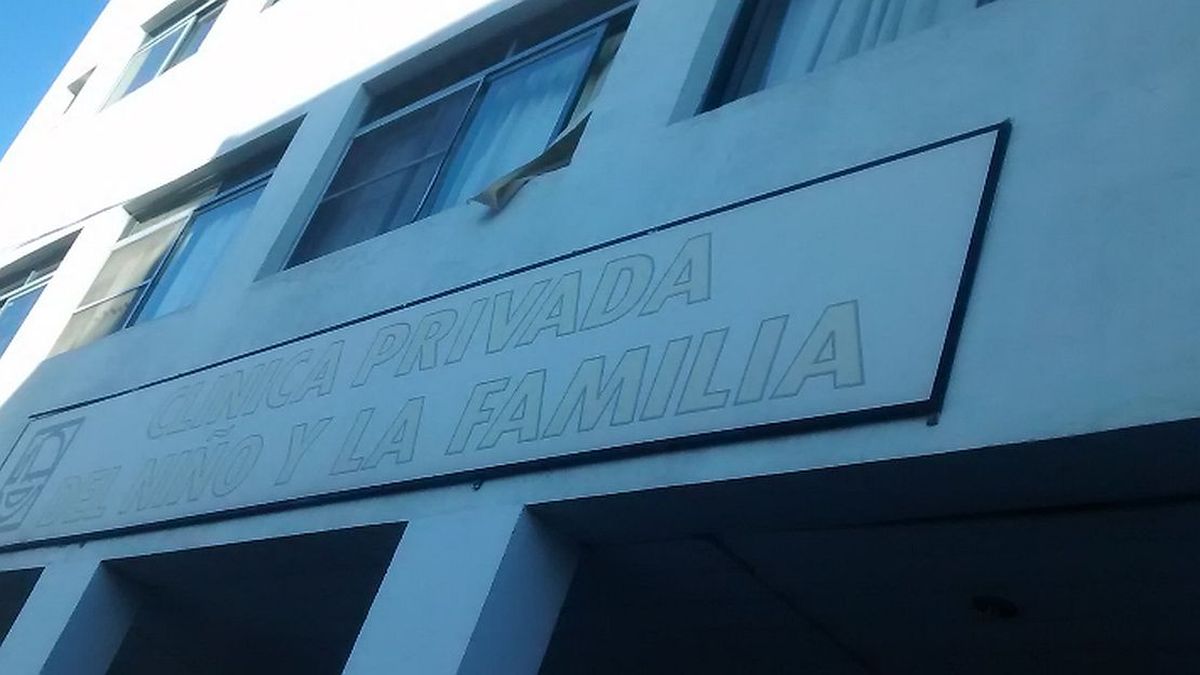 CLINICA PRIVADA
DEL NIÑO Y LA FAMILIA